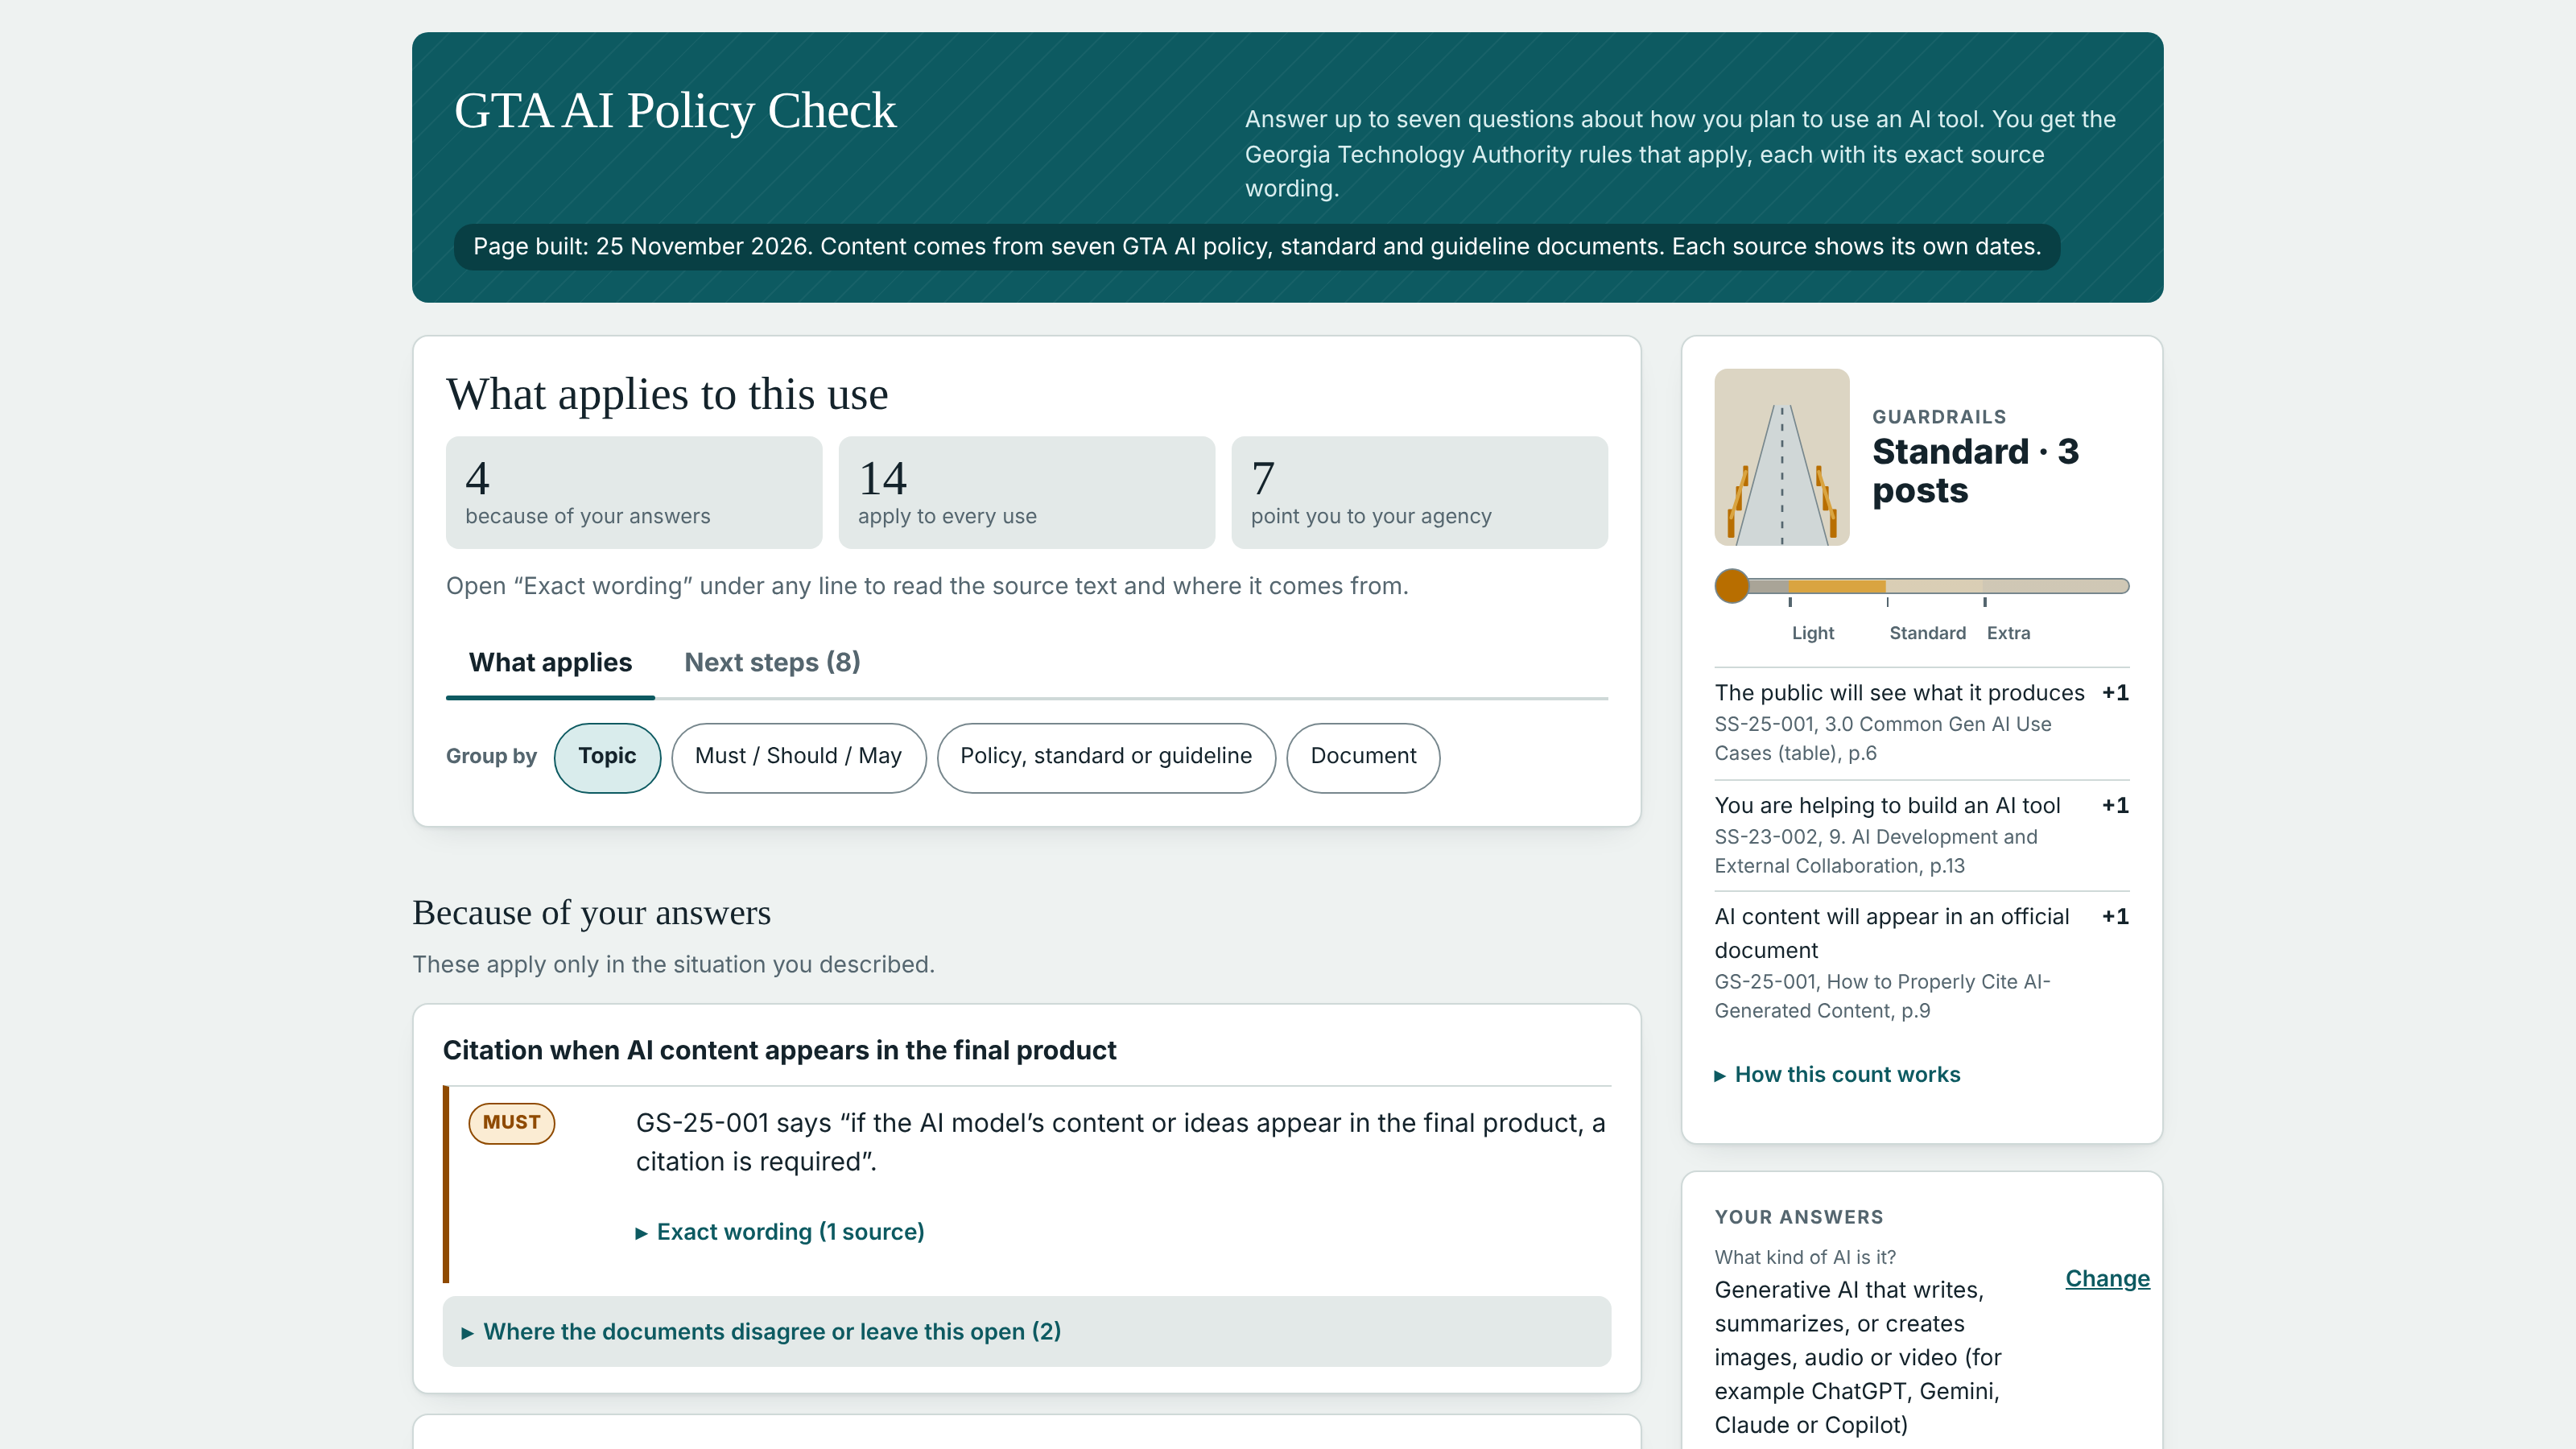 GTA AI Policy Check
Answer up to seven questions about how you plan to use an AI tool. You get the
Georgia Technology Authority rules that apply, each with its exact source
wording.
Page built: 25 November 2026. Content comes from seven GTA AI policy, standard and guideline documents. Each source shows its own dates.
What applies to this use
4
because of your answers
14
apply to every use
7
point you to your agency
Open “Exact wording” under any line to read the source text and where it comes from.
What applies
Next steps (8)
Group by
Topic
Must / Should / May
Policy, standard or guideline
Document
Because of your answers
These apply only in the situation you described.
Citation when AI content appears in the final product
MUST
GS-25-001 says “if the AI model’s content or ideas appear in the final product, a
citation is required”.
▸ Exact wording (1 source)
▸ Where the documents disagree or leave this open (2)
GUARDRAILS
Standard · 3
posts
Light
Standard
Extra
The public will see what it produces +1
SS-25-001, 3.0 Common Gen AI Use
Cases (table), p.6
You are helping to build an AI tool +1
SS-23-002, 9. AI Development and
External Collaboration, p.13
AI content will appear in an official +1
document
GS-25-001, How to Properly Cite AI-
Generated Content, p.9
▸ How this count works
YOUR ANSWERS
What kind of AI is it?
Change
Generative AI that writes,
summarizes, or creates
images, audio or video (for
example ChatGPT, Gemini,
Claude or Copilot)